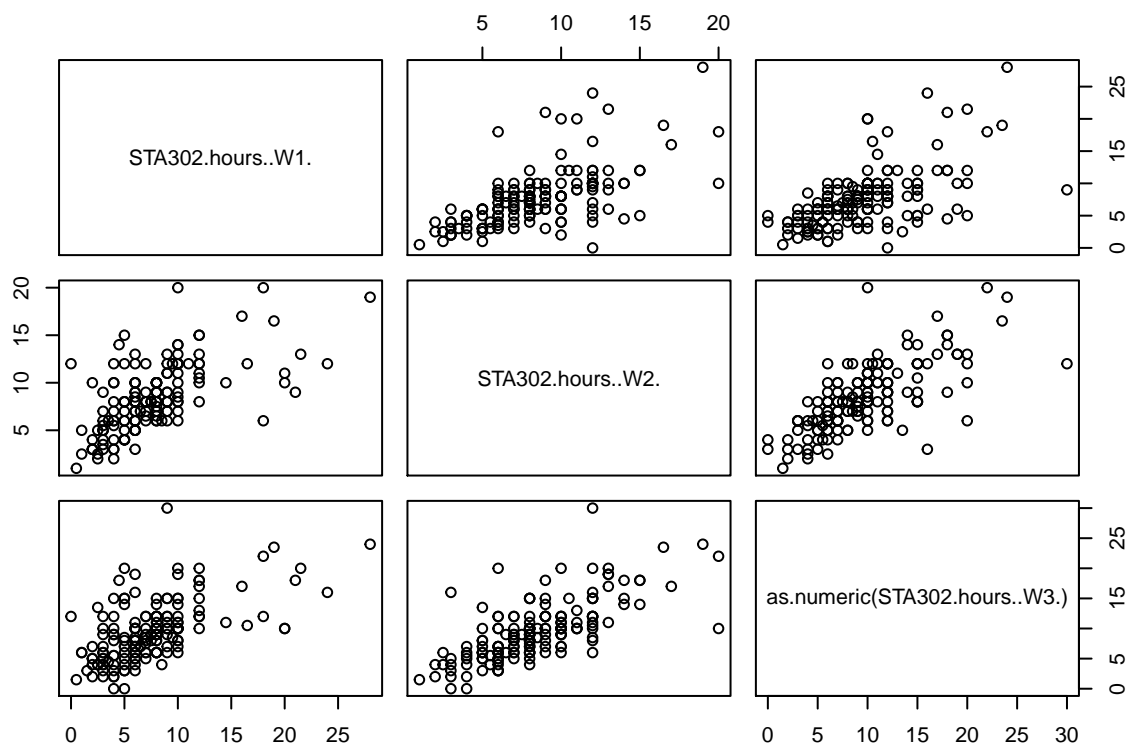 5 10 15 20
STA302.hours..W1.
0 5 15 25
5 10 15 20
STA302.hours..W2.
as.numeric(STA302.hours..W3.)
0 5 15 25
0 5 10 15 20 25
0 5 10 15 20 25 30